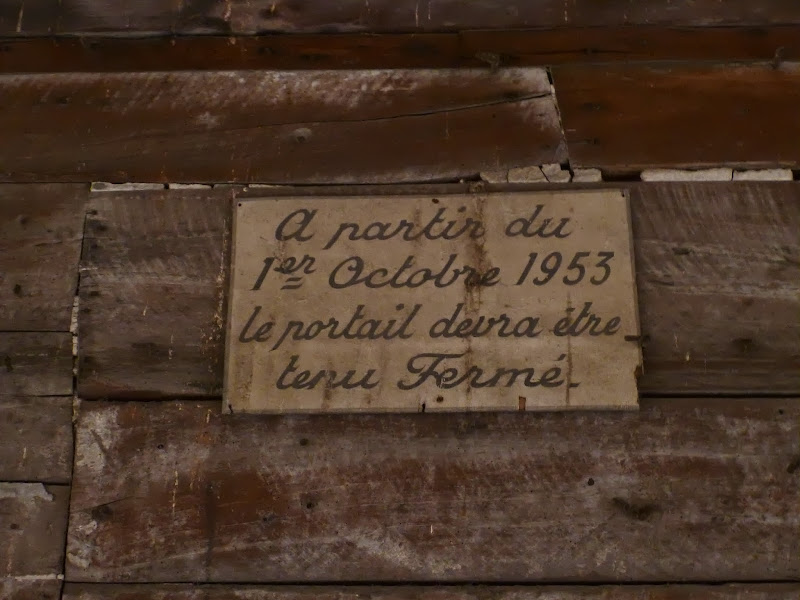 A partir du
1er Octobre 1953
le portail devra être
tenu Fermé.